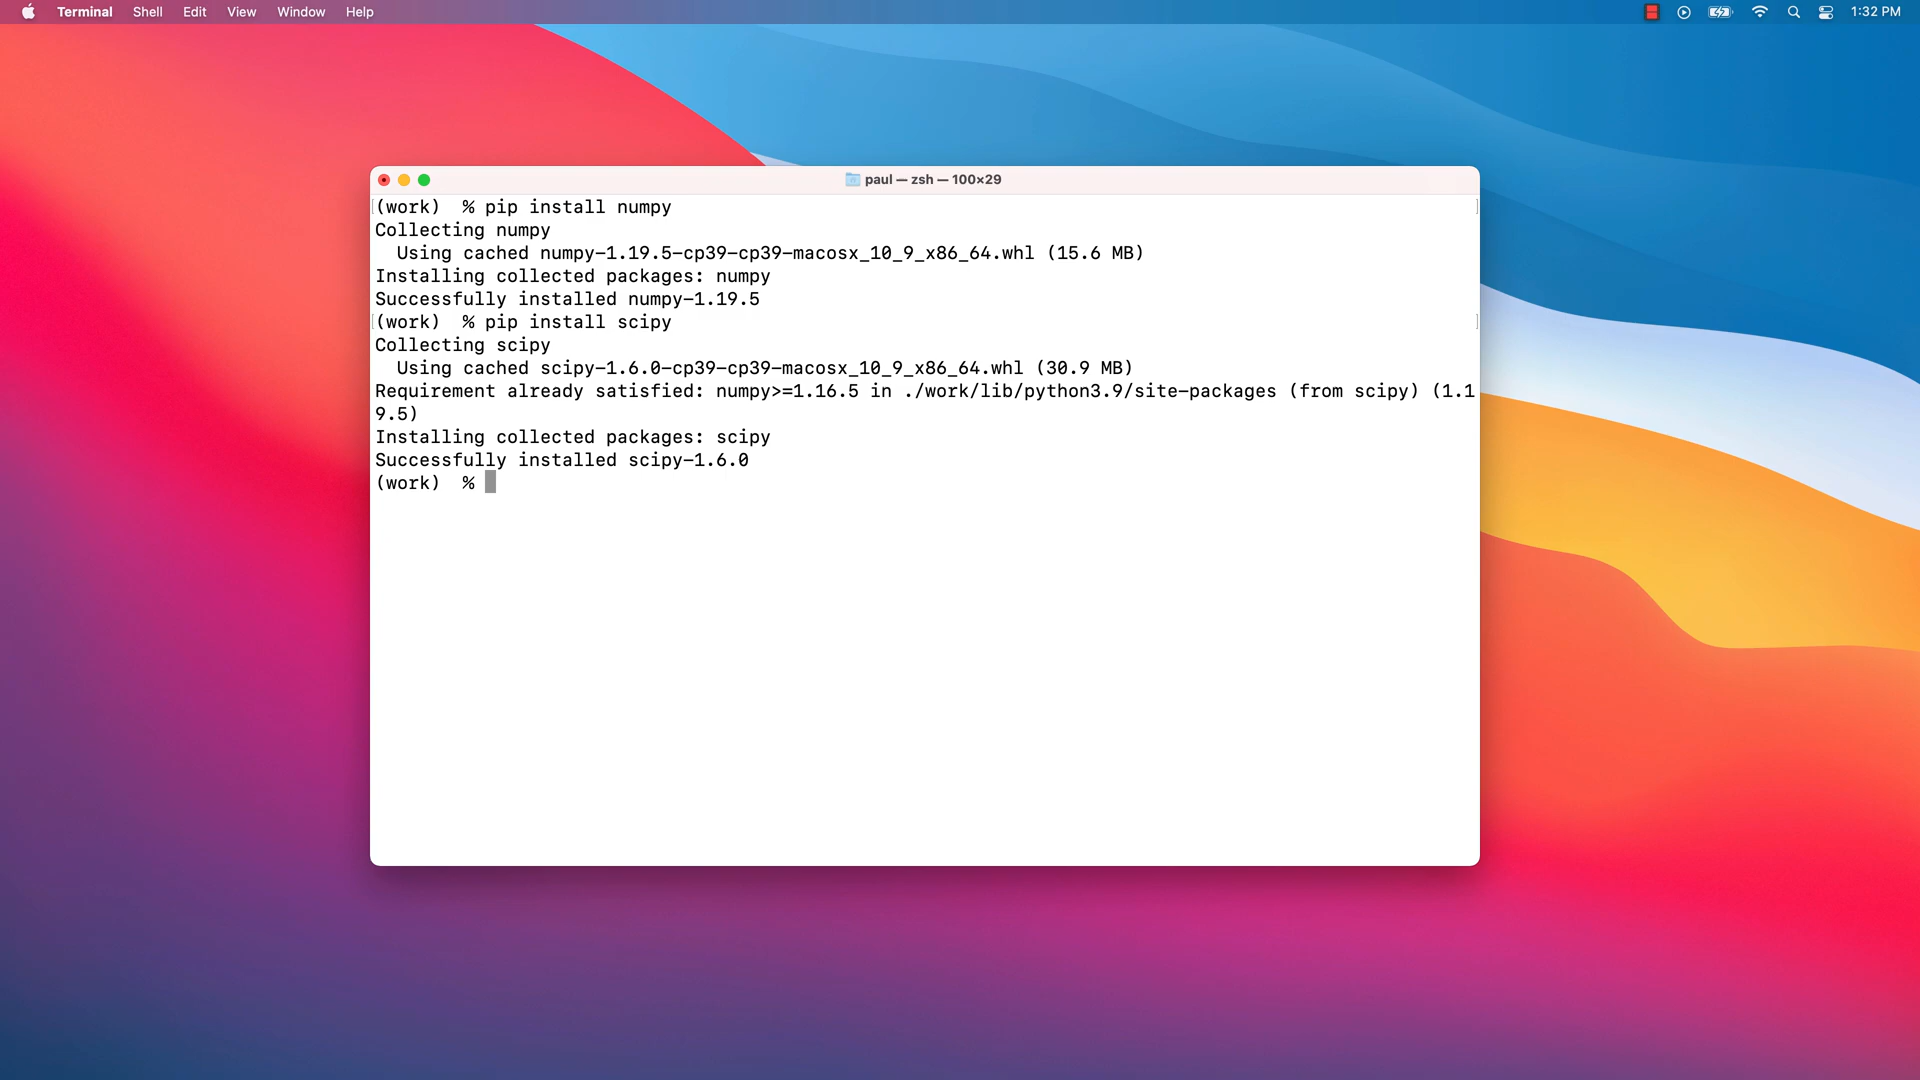 Terminal Shell Edit View Window Help 1:32 PM
paul — zsh — 100×29
(work)  % pip install numpy
Collecting numpy
  Using cached numpy-1.19.5-cp39-cp39-macosx_10_9_x86_64.whl (15.6 MB)
Installing collected packages: numpy
Successfully installed numpy-1.19.5
(work)  % pip install scipy
Collecting scipy
  Using cached scipy-1.6.0-cp39-cp39-macosx_10_9_x86_64.whl (30.9 MB)
Requirement already satisfied: numpy>=1.16.5 in ./work/lib/python3.9/site-packages (from scipy) (1.1
9.5)
Installing collected packages: scipy
Successfully installed scipy-1.6.0
(work)  %